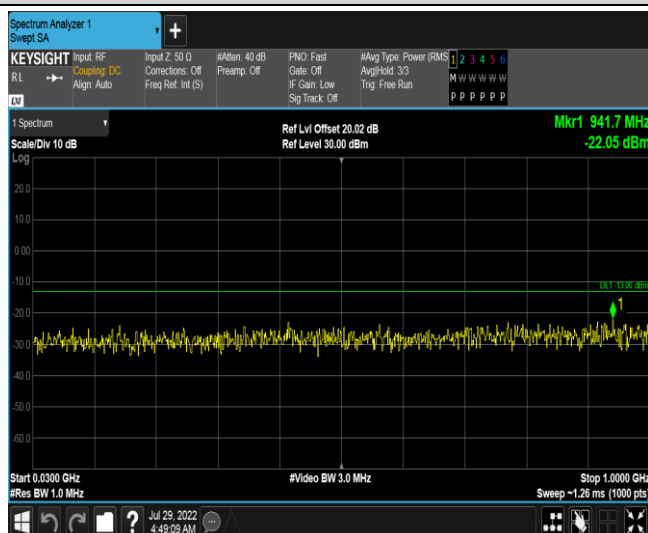 Spectrum Analyzer 1
Swept SA
KEYSIGHT
RL
LXI
Input: RF
Coupling: DC
Align: Auto
Input Z: 50 Ω
Corrections: Off
Freq Ref: Int (S)
#Atten: 40 dB
Preamp: Off
PNO: Fast
Gate: Off
IF Gain: Low
Sig Track: Off
#Avg Type: Power (RMS
Avg|Hold: 3/3
Trig: Free Run
1 2 3 4 5 6
M W W W W W
P P P P P P
1 Spectrum
Scale/Div 10 dB
Log
Ref Lvl Offset 20.02 dB
Ref Level 30.00 dBm
Mkr1 941.7 MHz
-22.05 dBm
20.0
10.0
0.00
-10.0
DL1 -13.00 dBm
1
-20.0
-30.0
-40.0
-50.0
-60.0
Start 0.0300 GHz
#Res BW 1.0 MHz
#Video BW 3.0 MHz
Stop 1.0000 GHz
Sweep ~1.26 ms (1000 pts)
?
Jul 29, 2022
4:49:09 AM